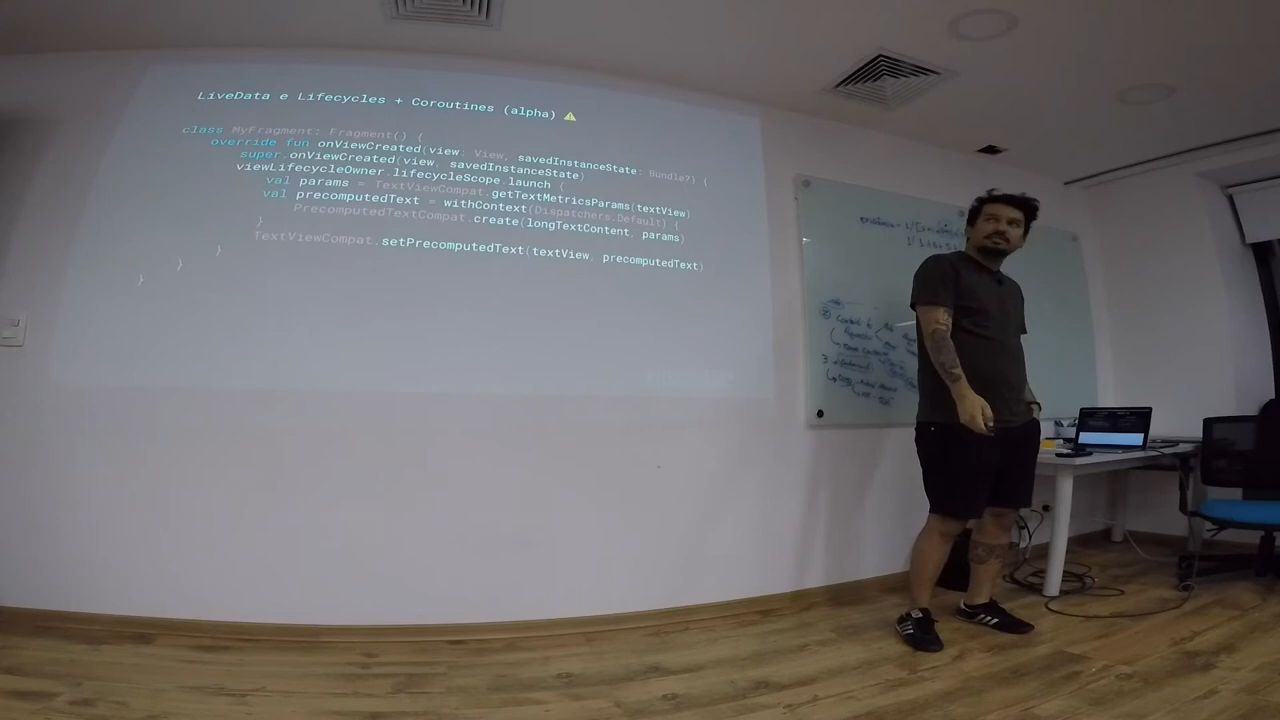 LiveData e Lifecycles + Coroutines (alpha) ⚠
class MyFragment: Fragment() {
override fun onViewCreated(view: View, savedInstanceState: Bundle?) {
super.onViewCreated(view, savedInstanceState)
viewLifecycleOwner.lifecycleScope.launch {
val params = TextViewCompat.getTextMetricsParams(textView)
val precomputedText = withContext(Dispatchers.Default) {
PrecomputedTextCompat.create(longTextContent, params)
}
TextViewCompat.setPrecomputedText(textView, precomputedText)
}
}
}